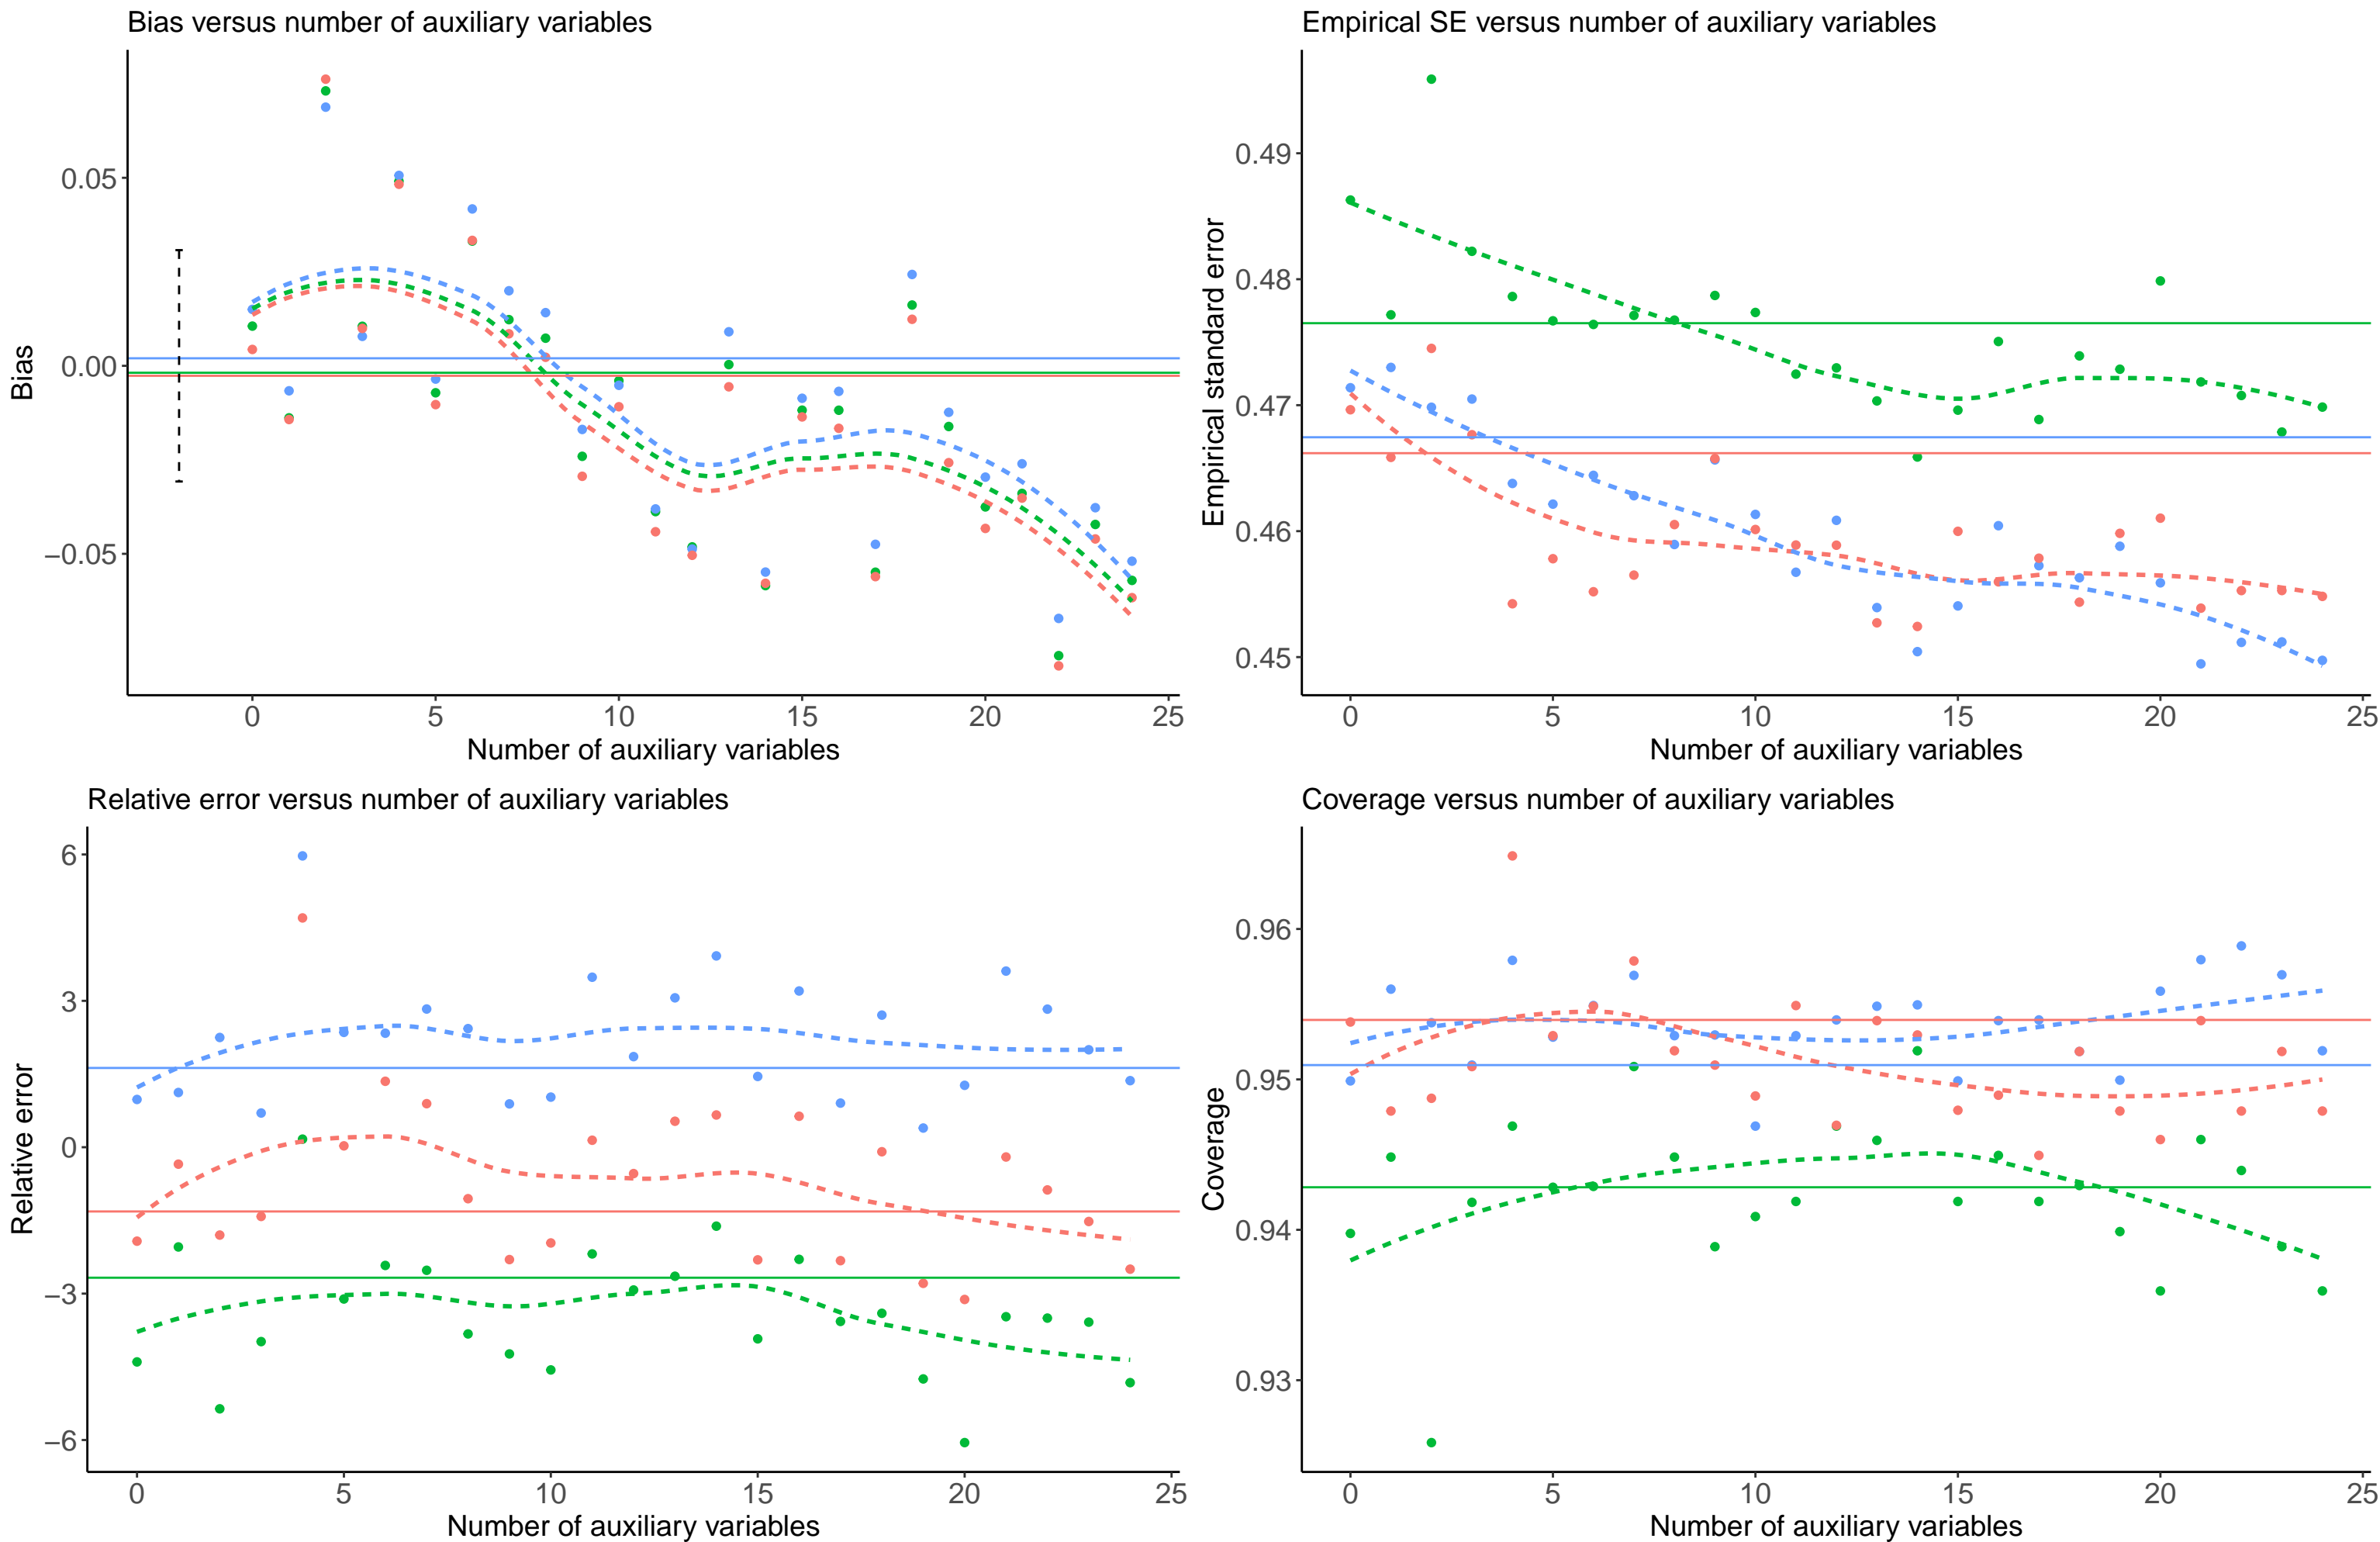 Bias versus number of auxiliary variables
Bias
0.05
0.00
−0.05
0 5 10 15 20 25
Number of auxiliary variables
Empirical SE versus number of auxiliary variables
Empirical standard error
0.49
0.48
0.47
0.46
0.45
0 5 10 15 20 25
Number of auxiliary variables
Relative error versus number of auxiliary variables
Relative error
6
3
0
−3
−6
0 5 10 15 20 25
Number of auxiliary variables
Coverage versus number of auxiliary variables
Coverage
0.96
0.95
0.94
0.93
0 5 10 15 20 25
Number of auxiliary variables